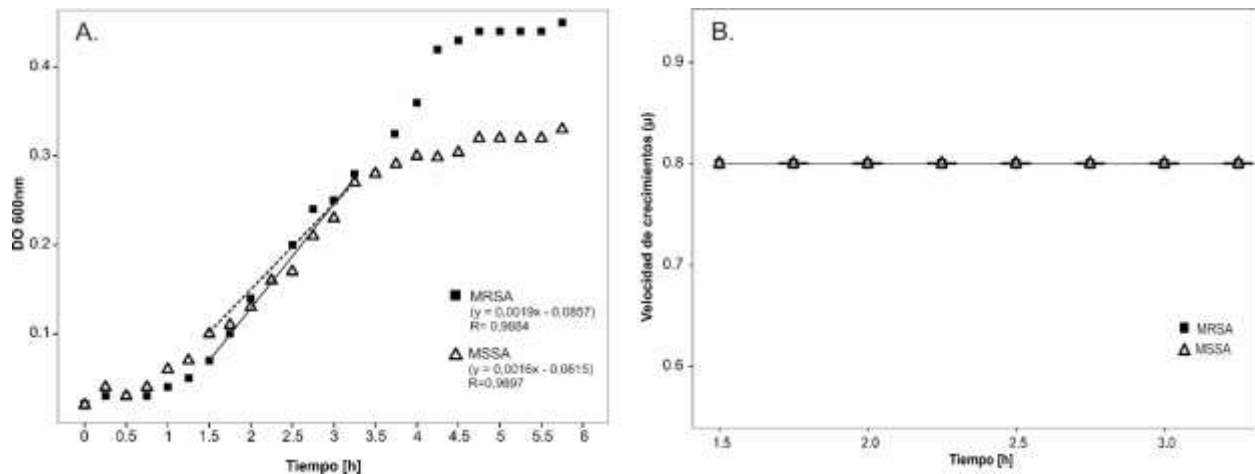 A.
DO 600nm
0.4
0.3
0.2
0.1
MRSA
(y = 0,0019x - 0,0857)
R= 0,9884
MSSA
(y = 0,0016x - 0,0615)
R=0,9897
0 0.5 1 1.5 2 2.5 3 3.5 4 4.5 5 5.5 6
Tiempo [h]
B.
Velocidad de crecimientos (µ)
0.9
0.8
0.7
0.6
MRSA
MSSA
1.5 2.0 2.5 3.0
Tiempo [h]